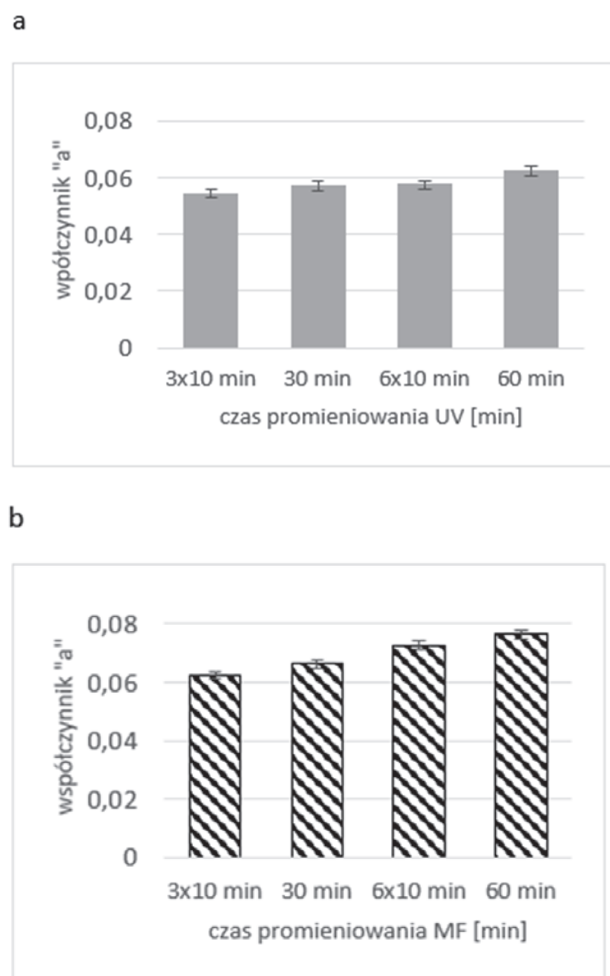 a
wpółczynnik "a"
0,08
0,06
0,04
0,02
0
3x10 min 30 min 6x10 min 60 min
czas promieniowania UV [min]
b
współczynnik "a"
0,08
0,06
0,04
0,02
0
3x10 min 30 min 6x10 min 60 min
czas promieniowania MF [min]